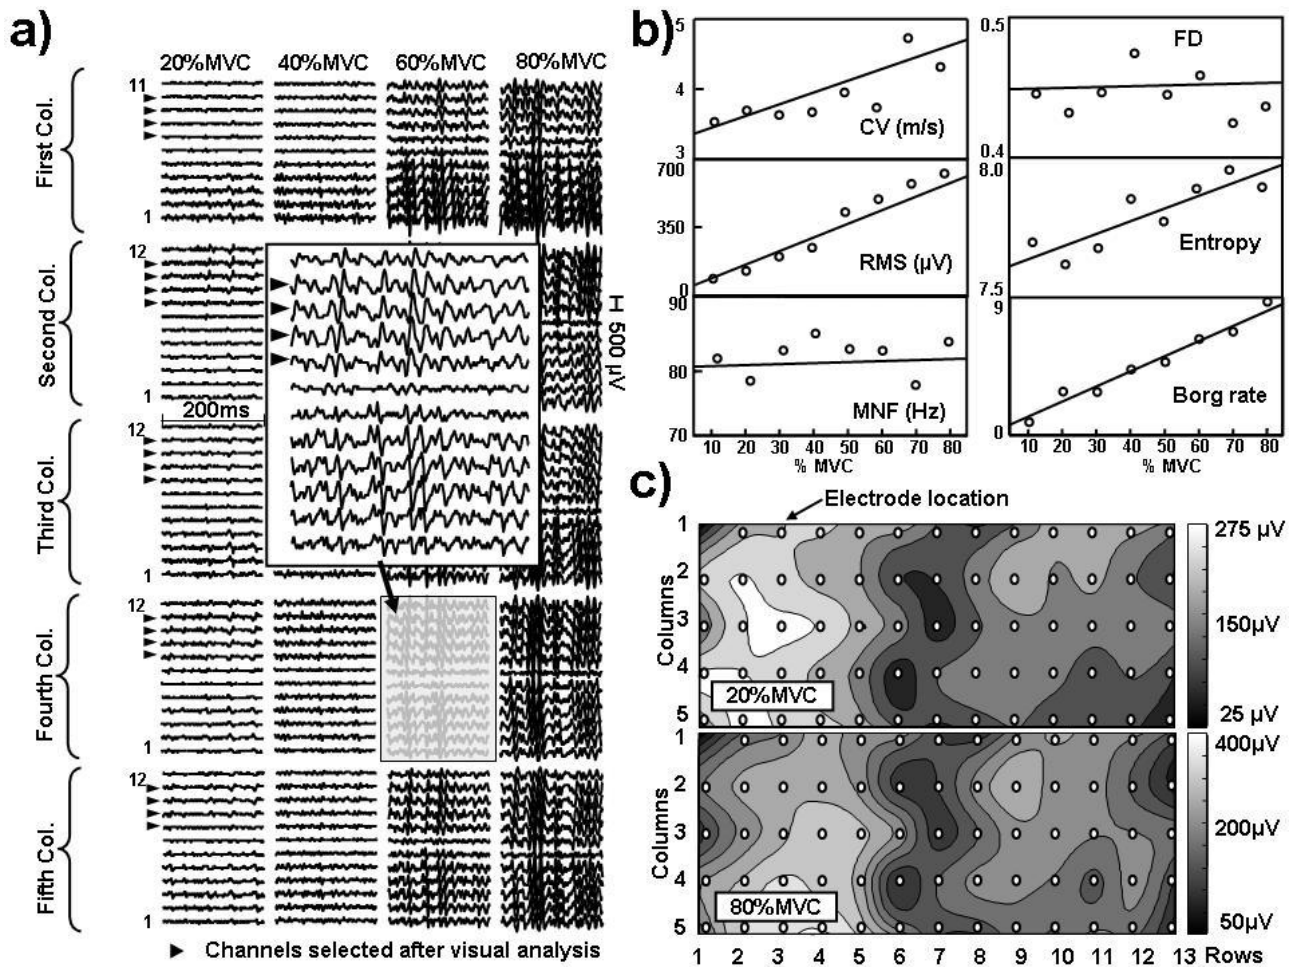 a)
20%MVC 40%MVC 60%MVC 80%MVC
First Col.
11
1
Second Col.
12
1
500 µV
200ms
Third Col.
12
1
Fourth Col.
12
1
Fifth Col.
12
1
Channels selected after visual analysis
b)
5
4
3
CV (m/s)
700
350
0
RMS (µV)
90
80
70
MNF (Hz)
10 20 30 40 50 60 70 80
% MVC
0.5
0.4
FD
8.0
7.5
Entropy
9
0
Borg rate
10 20 30 40 50 60 70 80
% MVC
c)
Electrode location
Columns
1
2
3
4
5
20%MVC
275 µV
150µV
25 µV
Columns
1
2
3
4
5
80%MVC
400µV
200µV
50µV
1 2 3 4 5 6 7 8 9 10 11 12 13 Rows